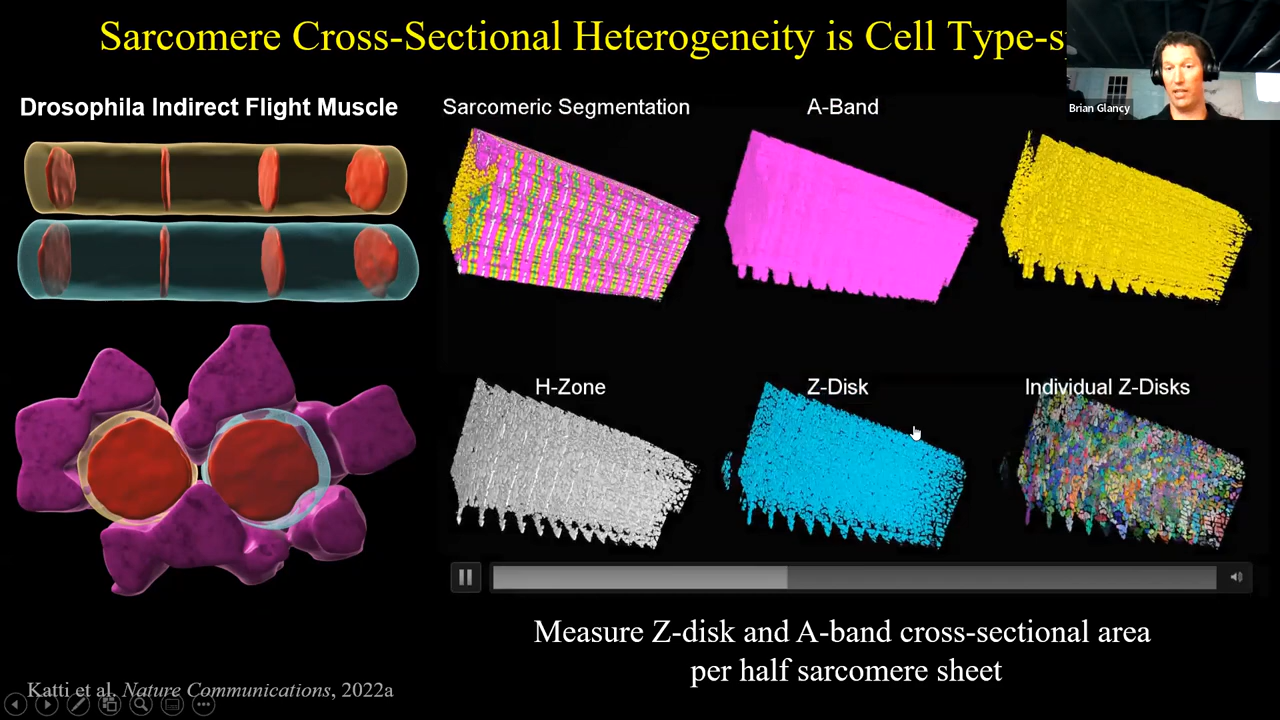 Sarcomere Cross-Sectional Heterogeneity is Cell Type-s
Brian Glancy
Drosophila Indirect Flight Muscle
Sarcomeric Segmentation
A-Band
H-Zone
Z-Disk
Individual Z-Disks
Measure Z-disk and A-band cross-sectional area
per half sarcomere sheet
Katti et al. Nature Communications, 2022a